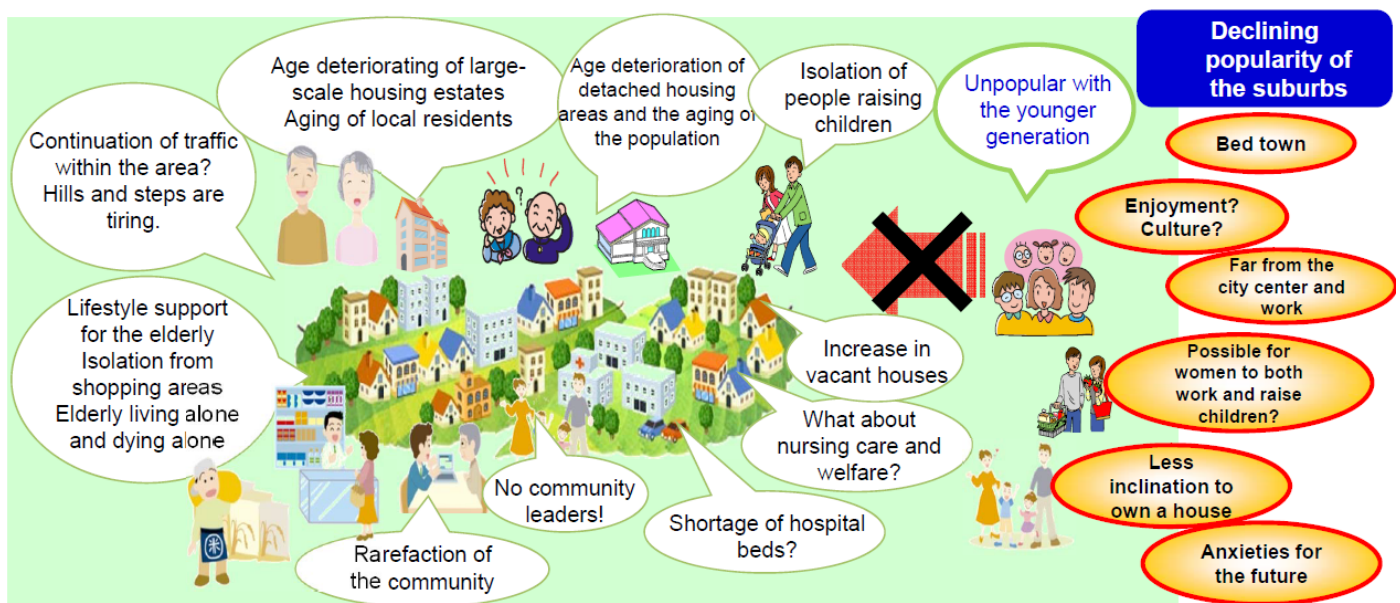 Declining
popularity of
the suburbs
Age deteriorating of large-
scale housing estates
Aging of local residents
Age deterioration of
detached housing
areas and the aging of
the population
Isolation of
people raising
children
Unpopular with
the younger
generation
Continuation of traffic
within the area?
Hills and steps are
tiring.
Bed town
Enjoyment?
Culture?
Far from the
city center and
work
Lifestyle support
for the elderly
Isolation from
shopping areas
Elderly living alone
and dying alone
Increase in
vacant houses
Possible for
women to both
work and raise
children?
What about
nursing care and
welfare?
No community
leaders!
Less
inclination to
own a house
Shortage of hospital
beds?
Rarefaction of
the community
Anxieties for
the future
?
米